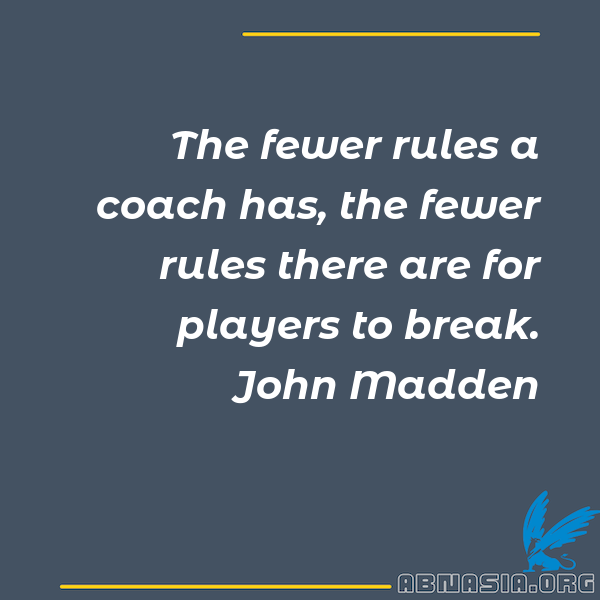 The fewer rules a
coach has, the fewer
rules there are for
players to break.
John Madden
ABNASIA.ORG